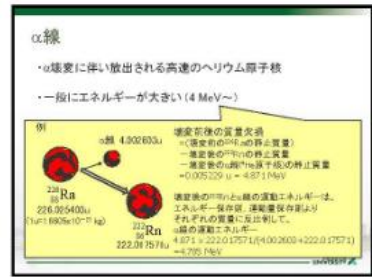 α線
・α壊変に伴い放出される高速のヘリウム原子核
・一般にエネルギーが大きい(4 MeV～)
例
α線 4.002603u
226
88 Ra
226.025403u
222
86 Rn
222.017571u
壊変前後の質量欠損
=(壊変前の²²⁶Raの静止質量)
－壊変後の²²²Rnの静止質量
－壊変後のα線(⁴He原子核)の静止質量
=0.005229 u = 4.871 MeV
壊変後の²²²Rnとα線の運動エネルギーは、
エネルギー保存則、運動量保存則より
それぞれの質量に反比例して、
α線の運動エネルギー
4.871 × 222.017571/(4.002603+222.017571)
=4.785 MeV